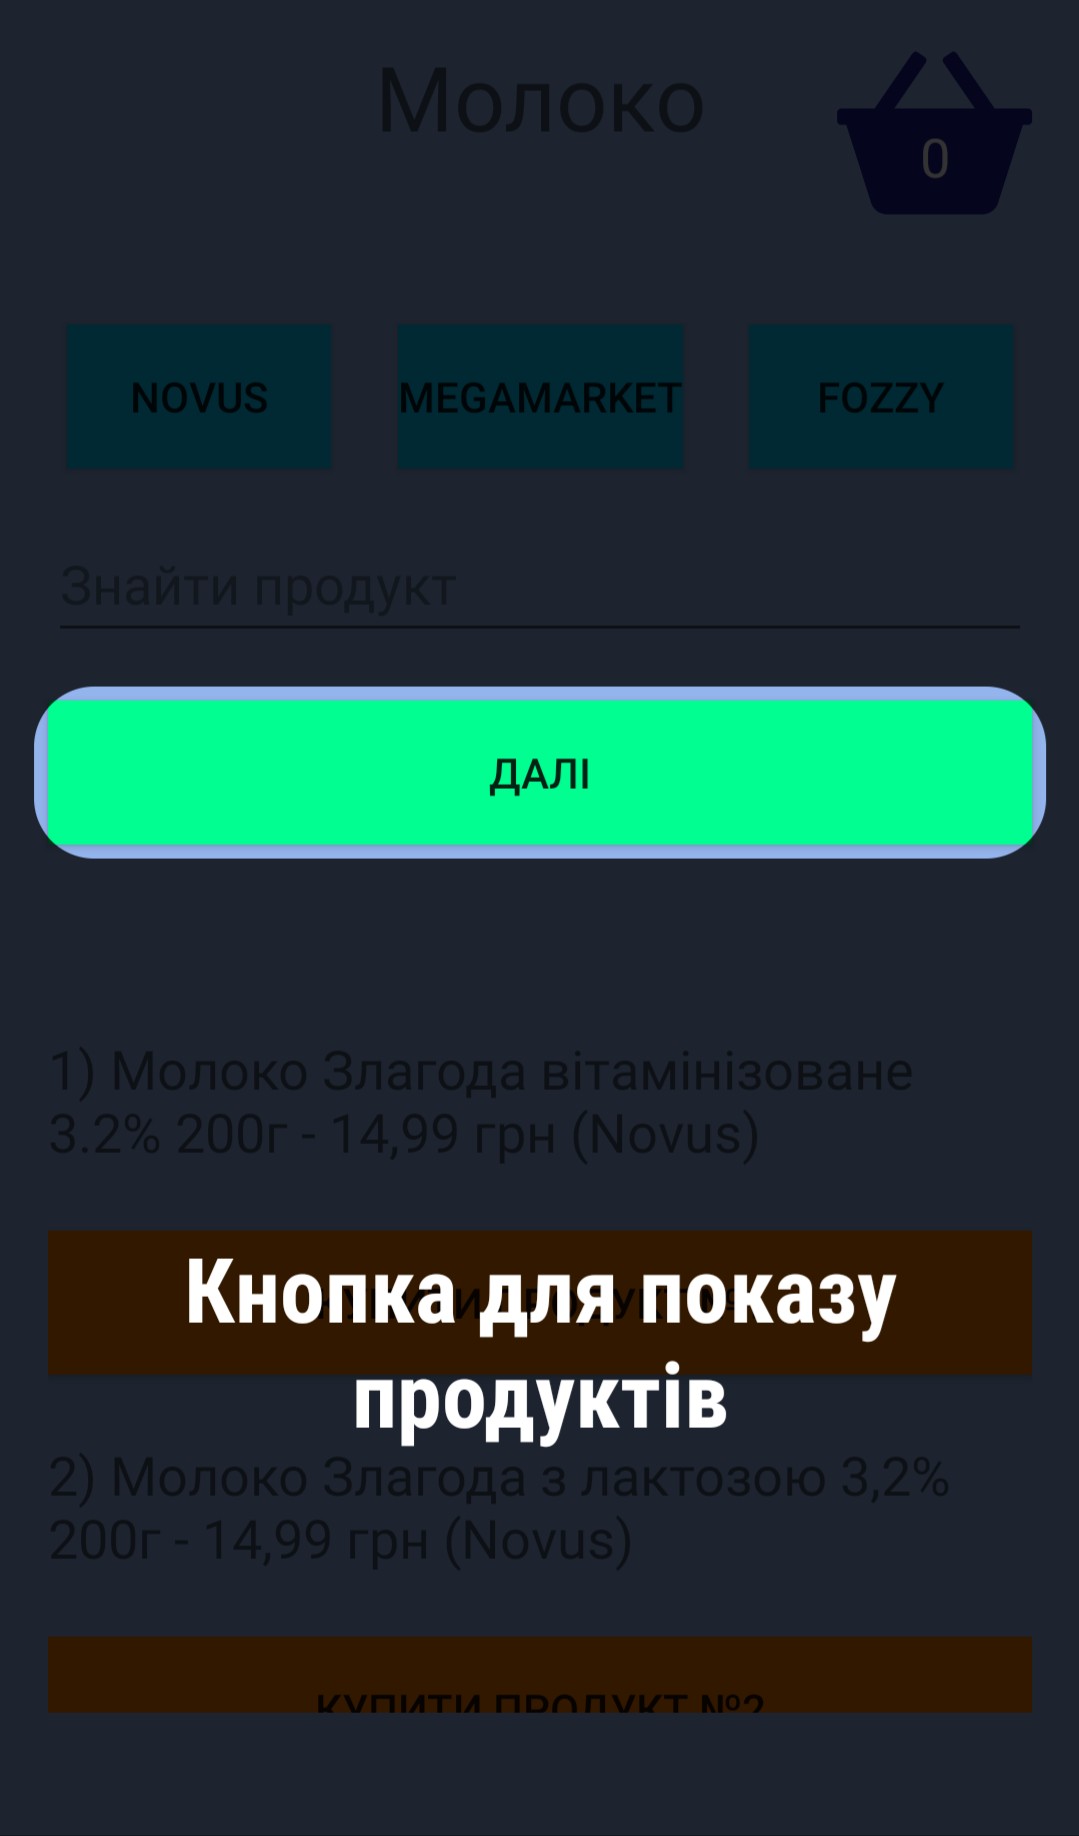 Молоко
0
NOVUS
MEGAMARKET
FOZZY
Знайти продукт
ДАЛІ
1) Молоко Злагода вітамінізоване
3.2% 200г - 14,99 грн (Novus)
Кнопка для показу
продуктів
2) Молоко Злагода з лактозою 3,2%
200г - 14,99 грн (Novus)
КУПИТИ ПРОДУКТ №2